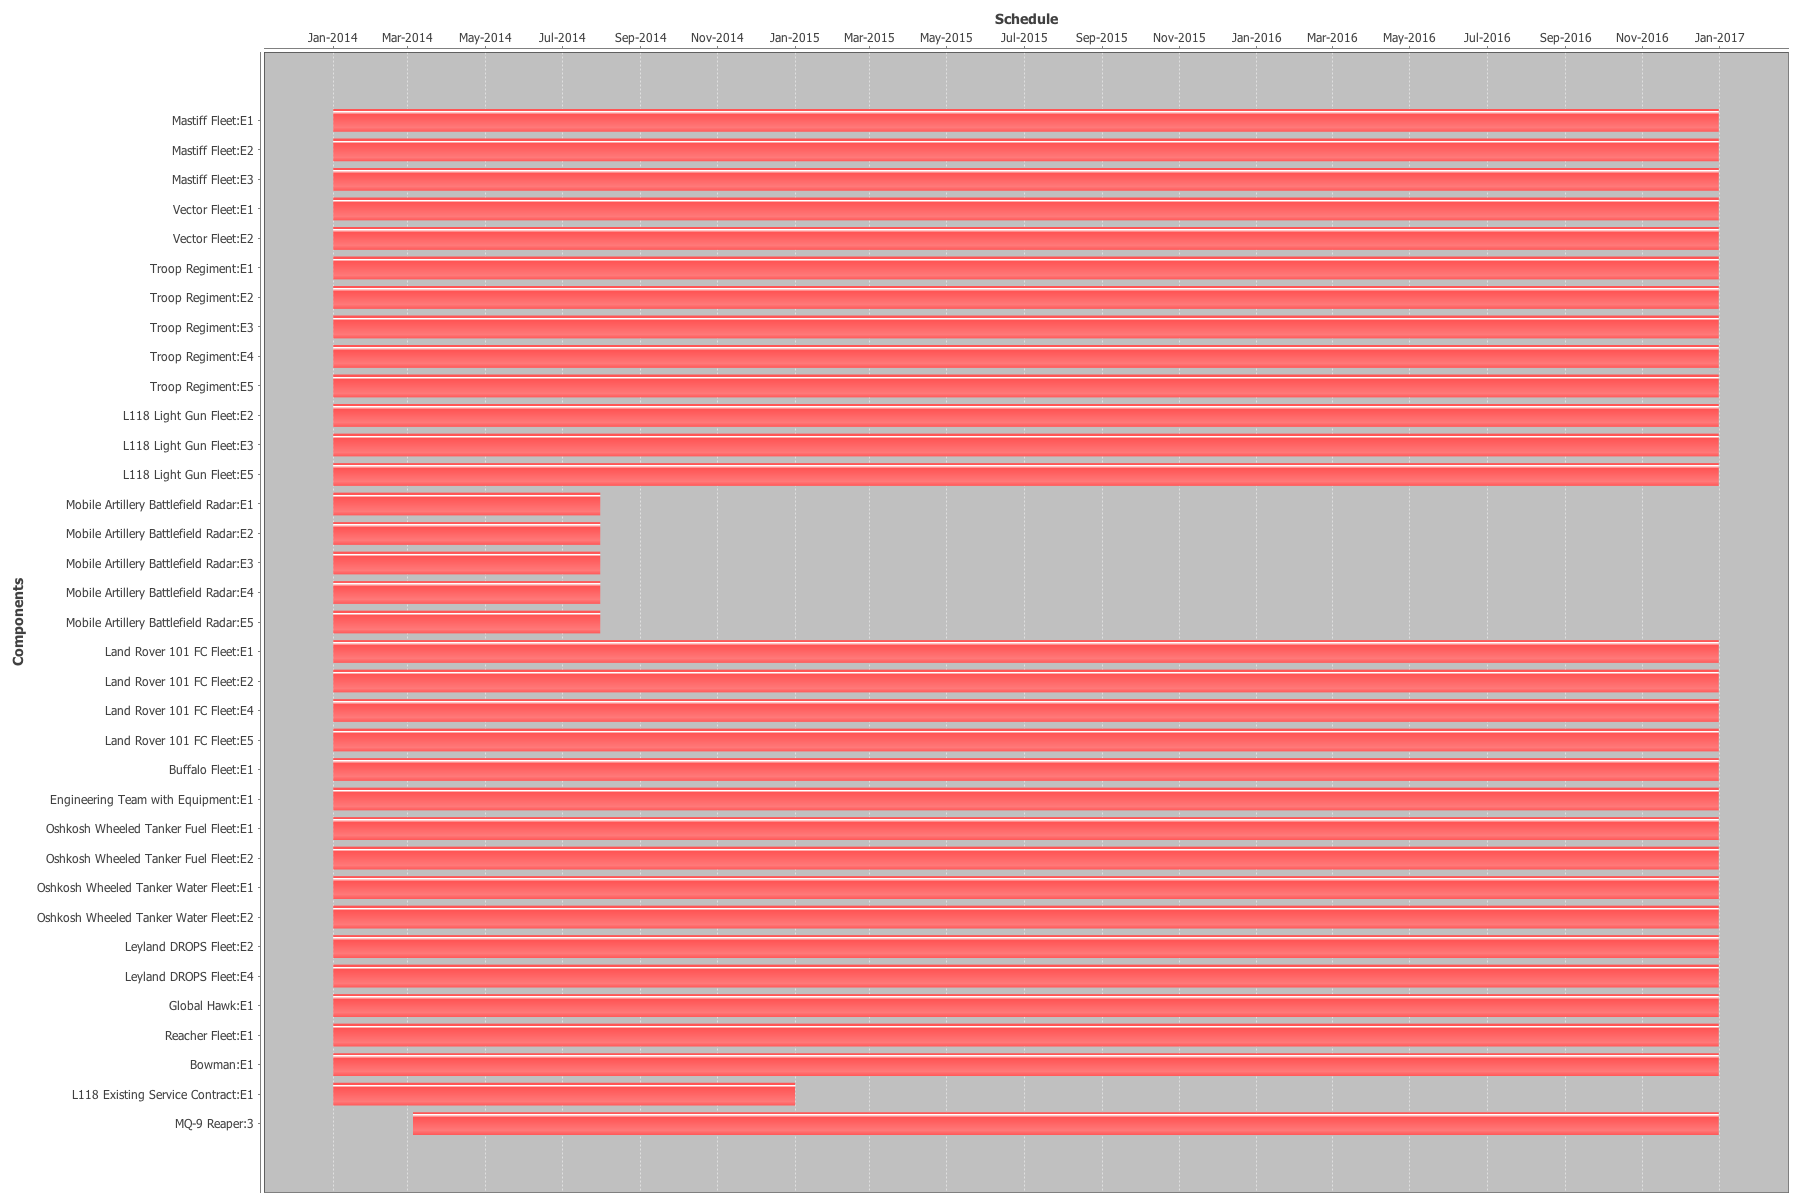 Schedule
Jan-2014 Mar-2014 May-2014 Jul-2014 Sep-2014 Nov-2014 Jan-2015 Mar-2015 May-2015 Jul-2015 Sep-2015 Nov-2015 Jan-2016 Mar-2016 May-2016 Jul-2016 Sep-2016 Nov-2016 Jan-2017
Components
Mastiff Fleet:E1
Mastiff Fleet:E2
Mastiff Fleet:E3
Vector Fleet:E1
Vector Fleet:E2
Troop Regiment:E1
Troop Regiment:E2
Troop Regiment:E3
Troop Regiment:E4
Troop Regiment:E5
L118 Light Gun Fleet:E2
L118 Light Gun Fleet:E3
L118 Light Gun Fleet:E5
Mobile Artillery Battlefield Radar:E1
Mobile Artillery Battlefield Radar:E2
Mobile Artillery Battlefield Radar:E3
Mobile Artillery Battlefield Radar:E4
Mobile Artillery Battlefield Radar:E5
Land Rover 101 FC Fleet:E1
Land Rover 101 FC Fleet:E2
Land Rover 101 FC Fleet:E4
Land Rover 101 FC Fleet:E5
Buffalo Fleet:E1
Engineering Team with Equipment:E1
Oshkosh Wheeled Tanker Fuel Fleet:E1
Oshkosh Wheeled Tanker Fuel Fleet:E2
Oshkosh Wheeled Tanker Water Fleet:E1
Oshkosh Wheeled Tanker Water Fleet:E2
Leyland DROPS Fleet:E2
Leyland DROPS Fleet:E4
Global Hawk:E1
Reacher Fleet:E1
Bowman:E1
L118 Existing Service Contract:E1
MQ-9 Reaper:3